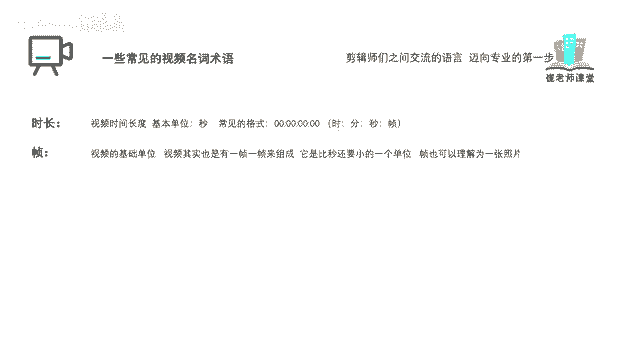 一些常见的视频名词术语
剪辑师们之间交流的语言 迈向专业的第一步
崔老师课堂
时长： 视频时间长度 基本单位：秒 常见的格式：00:00:00:00 （时：分：秒：帧）
帧： 视频的基础单位 视频其实也是有一帧一帧来组成 它是比秒还要小的一个单位 帧也可以理解为一张照片